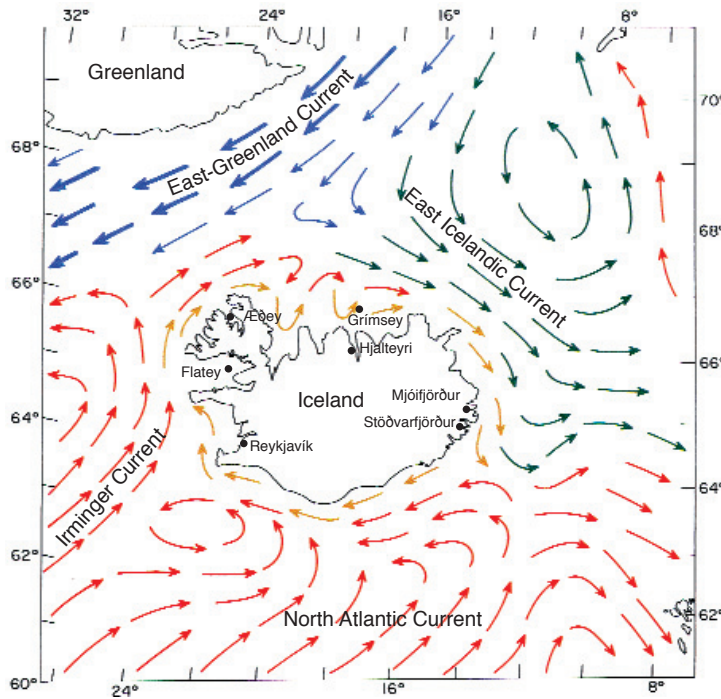 32°
24°
16°
8°
Greenland
East-Greenland Current
70°
68°
East Icelandic Current
68°
66°
Æðey
Grímsey
Hjalteyri
66°
Flatey
Iceland
Mjóifjörður
64°
Stöðvarfjörður
Reykjavík
64°
Irminger Current
62°
62°
North Atlantic Current
60°
24°
16°
8°